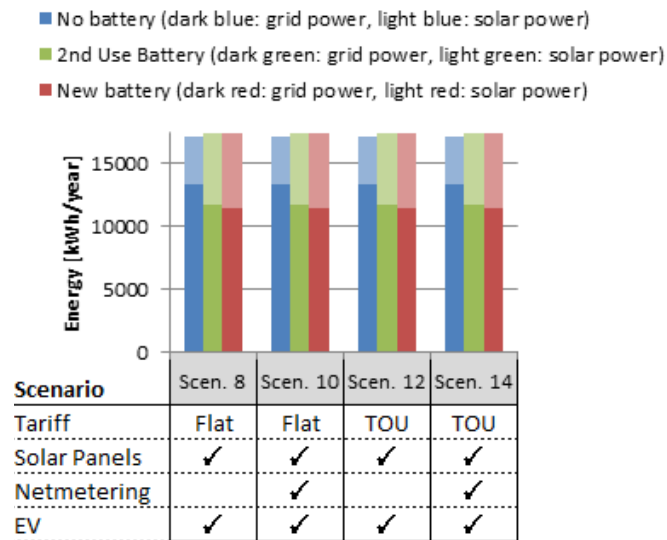 No battery (dark blue: grid power, light blue: solar power)
2nd Use Battery (dark green: grid power, light green: solar power)
New battery (dark red: grid power, light red: solar power)
Energy [kWh/year]
15000
10000
5000
0
Scenario Scen. 8 Scen. 10 Scen. 12 Scen. 14
Tariff Flat Flat TOU TOU
Solar Panels ✓ ✓ ✓ ✓
Netmetering ✓ ✓
EV ✓ ✓ ✓ ✓